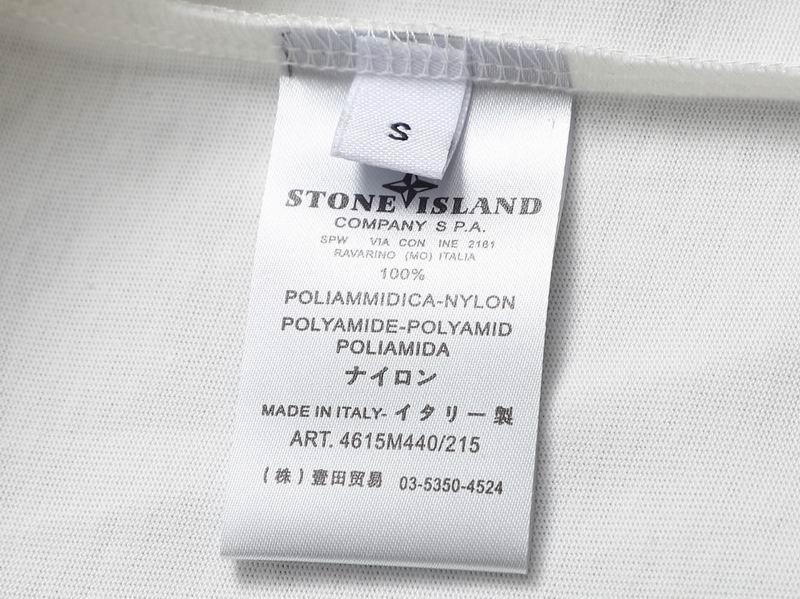 S
STONE ISLAND
COMPANY S P.A.
SPW VIA CON INE 2161
RAVARINO (MO) ITALIA
100%
POLIAMMIDICA-NYLON
POLYAMIDE-POLYAMID
POLIAMIDA
ナイロン
MADE IN ITALY- イタリー製
ART. 4615M440/215
(株) 壹田贸易 03-5350-4524